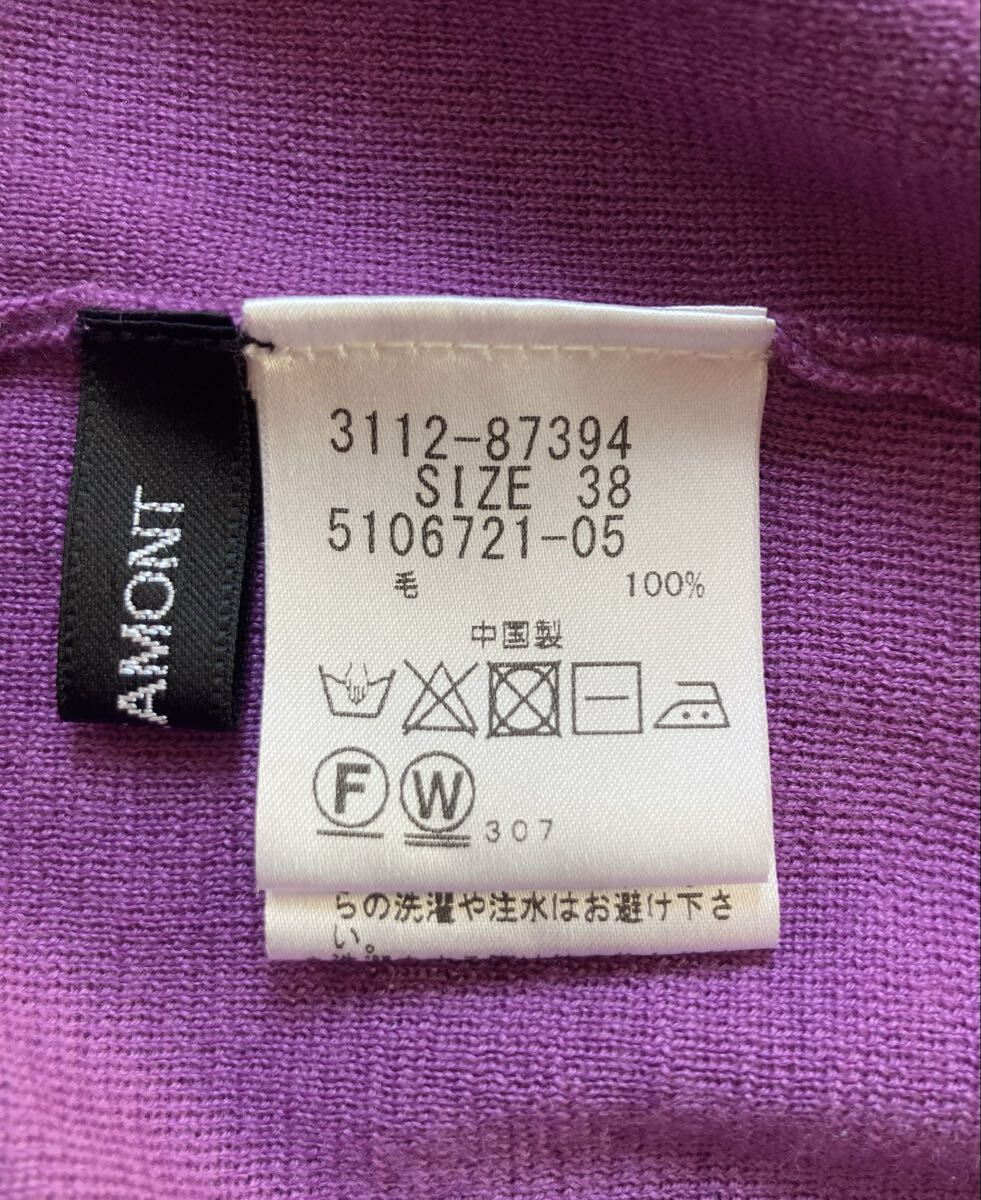 AMONT
3112-87394
SIZE 38
5106721-05
毛 100%
中国製
F W 307
らの洗濯や注水はお避け下さ
い。